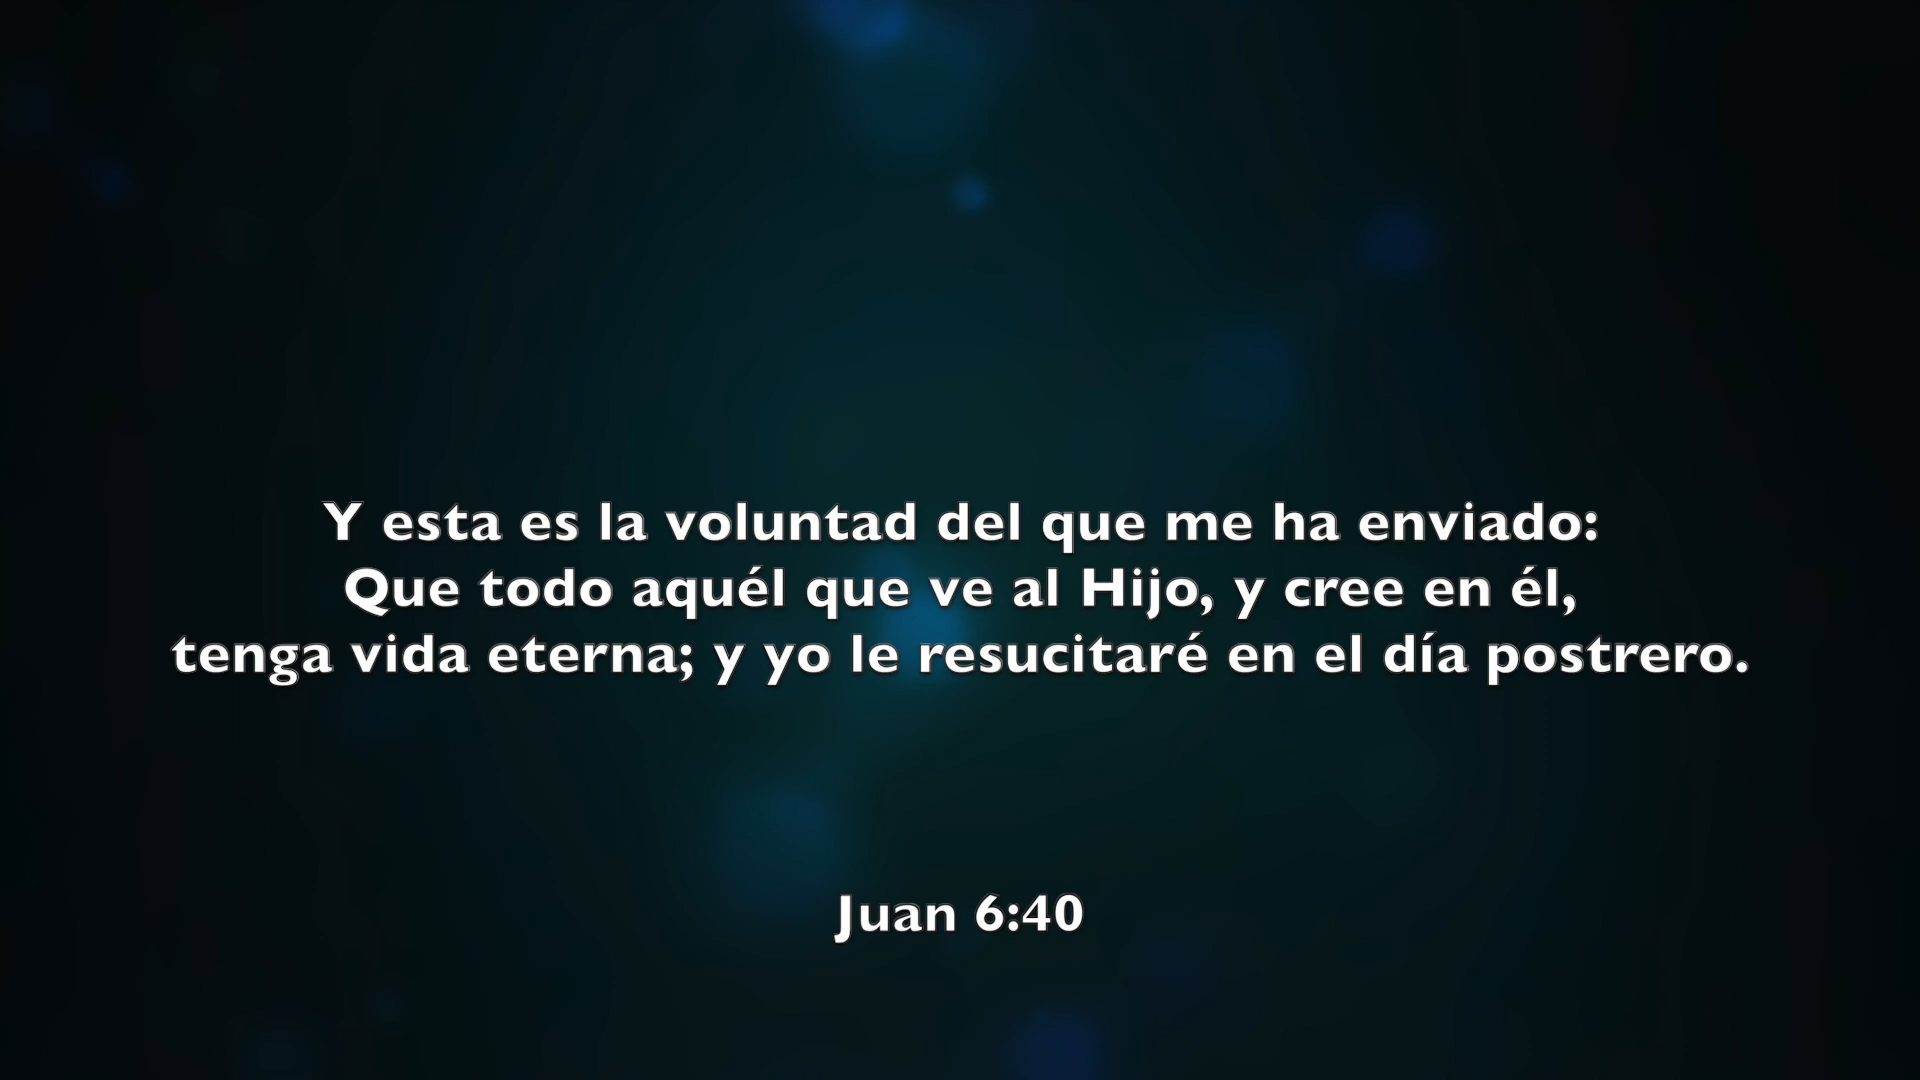 Y esta es la voluntad del que me ha enviado:
Que todo aquél que ve al Hijo, y cree en él,
tenga vida eterna; y yo le resucitaré en el día postrero.
Juan 6:40